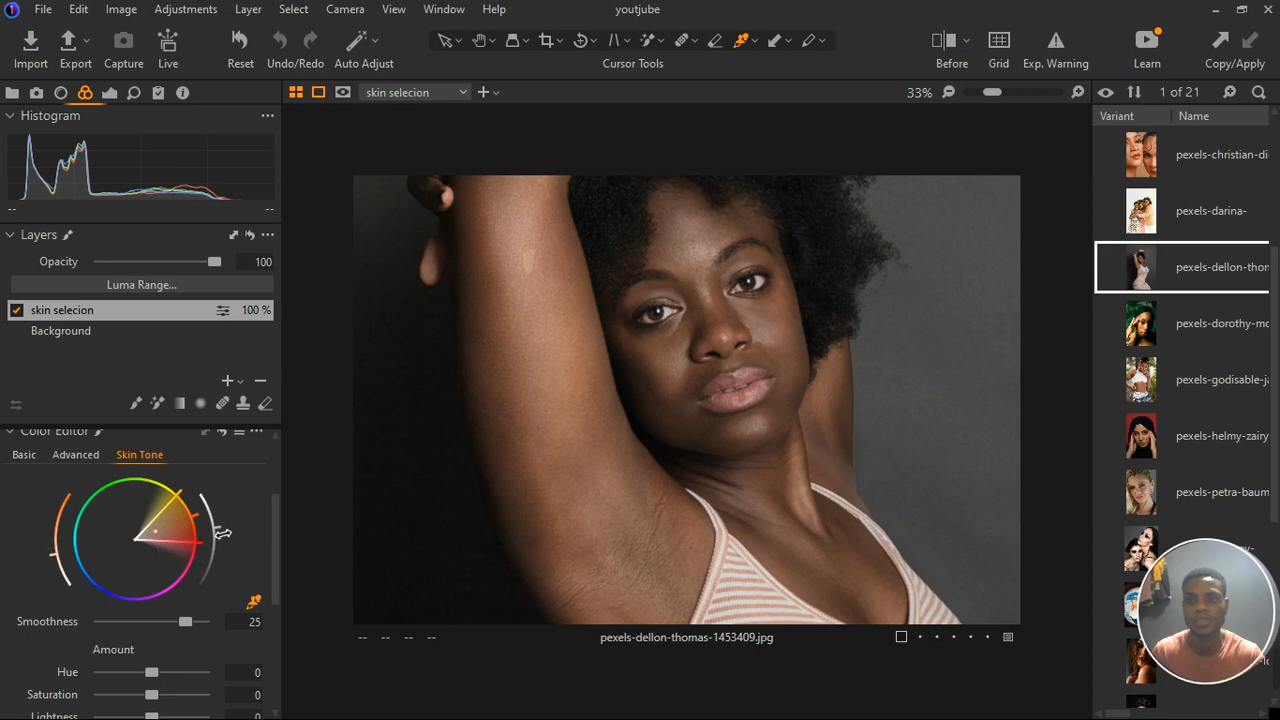 File Edit Image Adjustments Layer Select Camera View Window Help youtjube
Import Export Capture Live Reset Undo/Redo Auto Adjust Cursor Tools Before Grid Exp. Warning Learn Copy/Apply
skin selecion 33% 1 of 21
Histogram
Variant Name
-- --
Layers
Opacity 100
Luma Range...
skin selecion 100 %
Background
Color Editor
Basic Advanced Skin Tone
Smoothness 25
Amount
Hue 0
Saturation 0
Lightness 0
-- -- -- --
pexels-dellon-thomas-1453409.jpg
pexels-christian-di
pexels-darina-
pexels-dellon-thom
pexels-dorothy-mc
pexels-godisable-ja
pexels-helmy-zairy
pexels-petra-baum